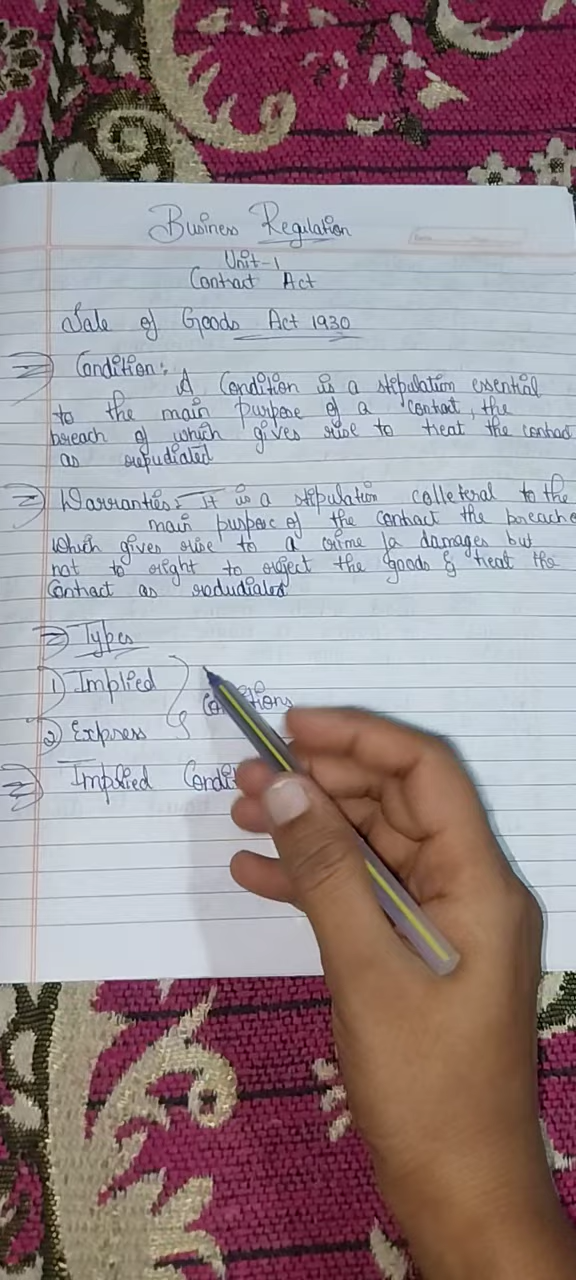 Business Regulation
Unit-1
Contract Act
Sale of Goods Act 1930
Condition:
A Condition is a stipulation essential
to the main purpose of a contract, the
breach of which gives rise to treat the contract
as repudiated
Warranties:- It is a stipulation colleteral to the
main purpose of the contract the breach
which gives rise to a crime for damages but
not to right to reject the goods & treat the
Contract as
=> Types
1) Implied
Conditions
2) Express
Implied